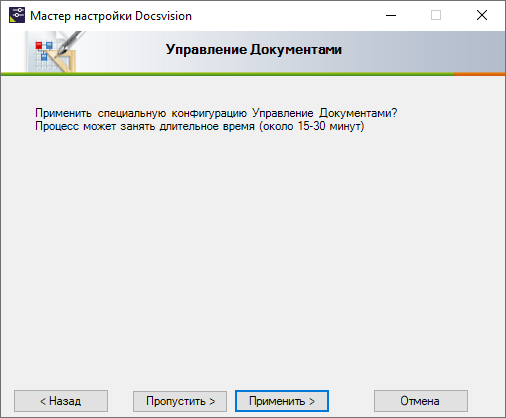 Мастер настройки Docsvision
Управление Документами
Применить специальную конфигурацию Управление Документами?
Процесс может занять длительное время (около 15-30 минут)
< Назад
Пропустить >
Применить >
Отмена